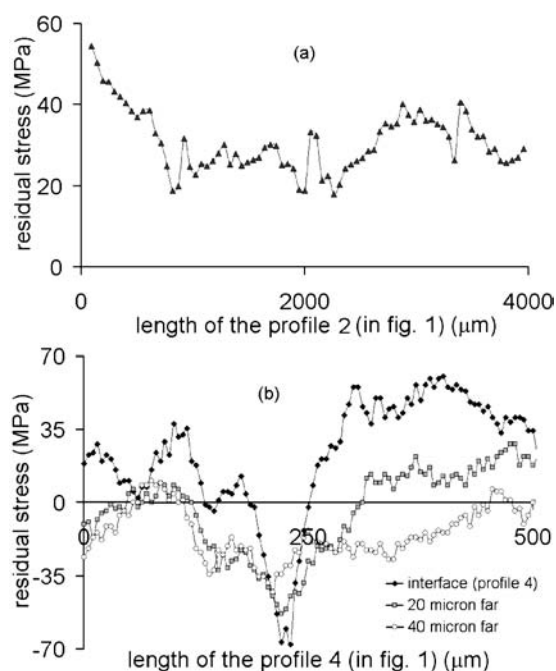 60
(a)
40
20
0
residual stress (MPa)
0 2000 4000
length of the profile 2 (in fig. 1) (μm)
70
(b)
35
0
-35
-70
residual stress (MPa)
0 250 500
interface (profile 4)
20 micron far
40 micron far
length of the profile 4 (in fig. 1) (μm)